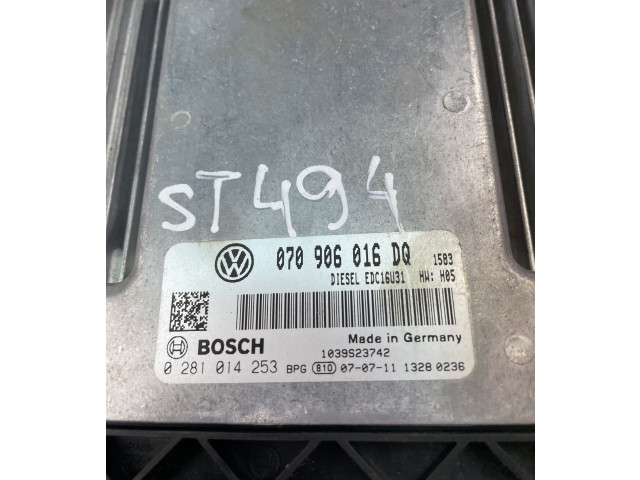 ST494
070 906 016 DQ 1583
DIESEL EDC16U31 HW: H05
Made in Germany
BOSCH 1039S23742
0 281 014 253 BPG 810 07-07-11 1328 0236